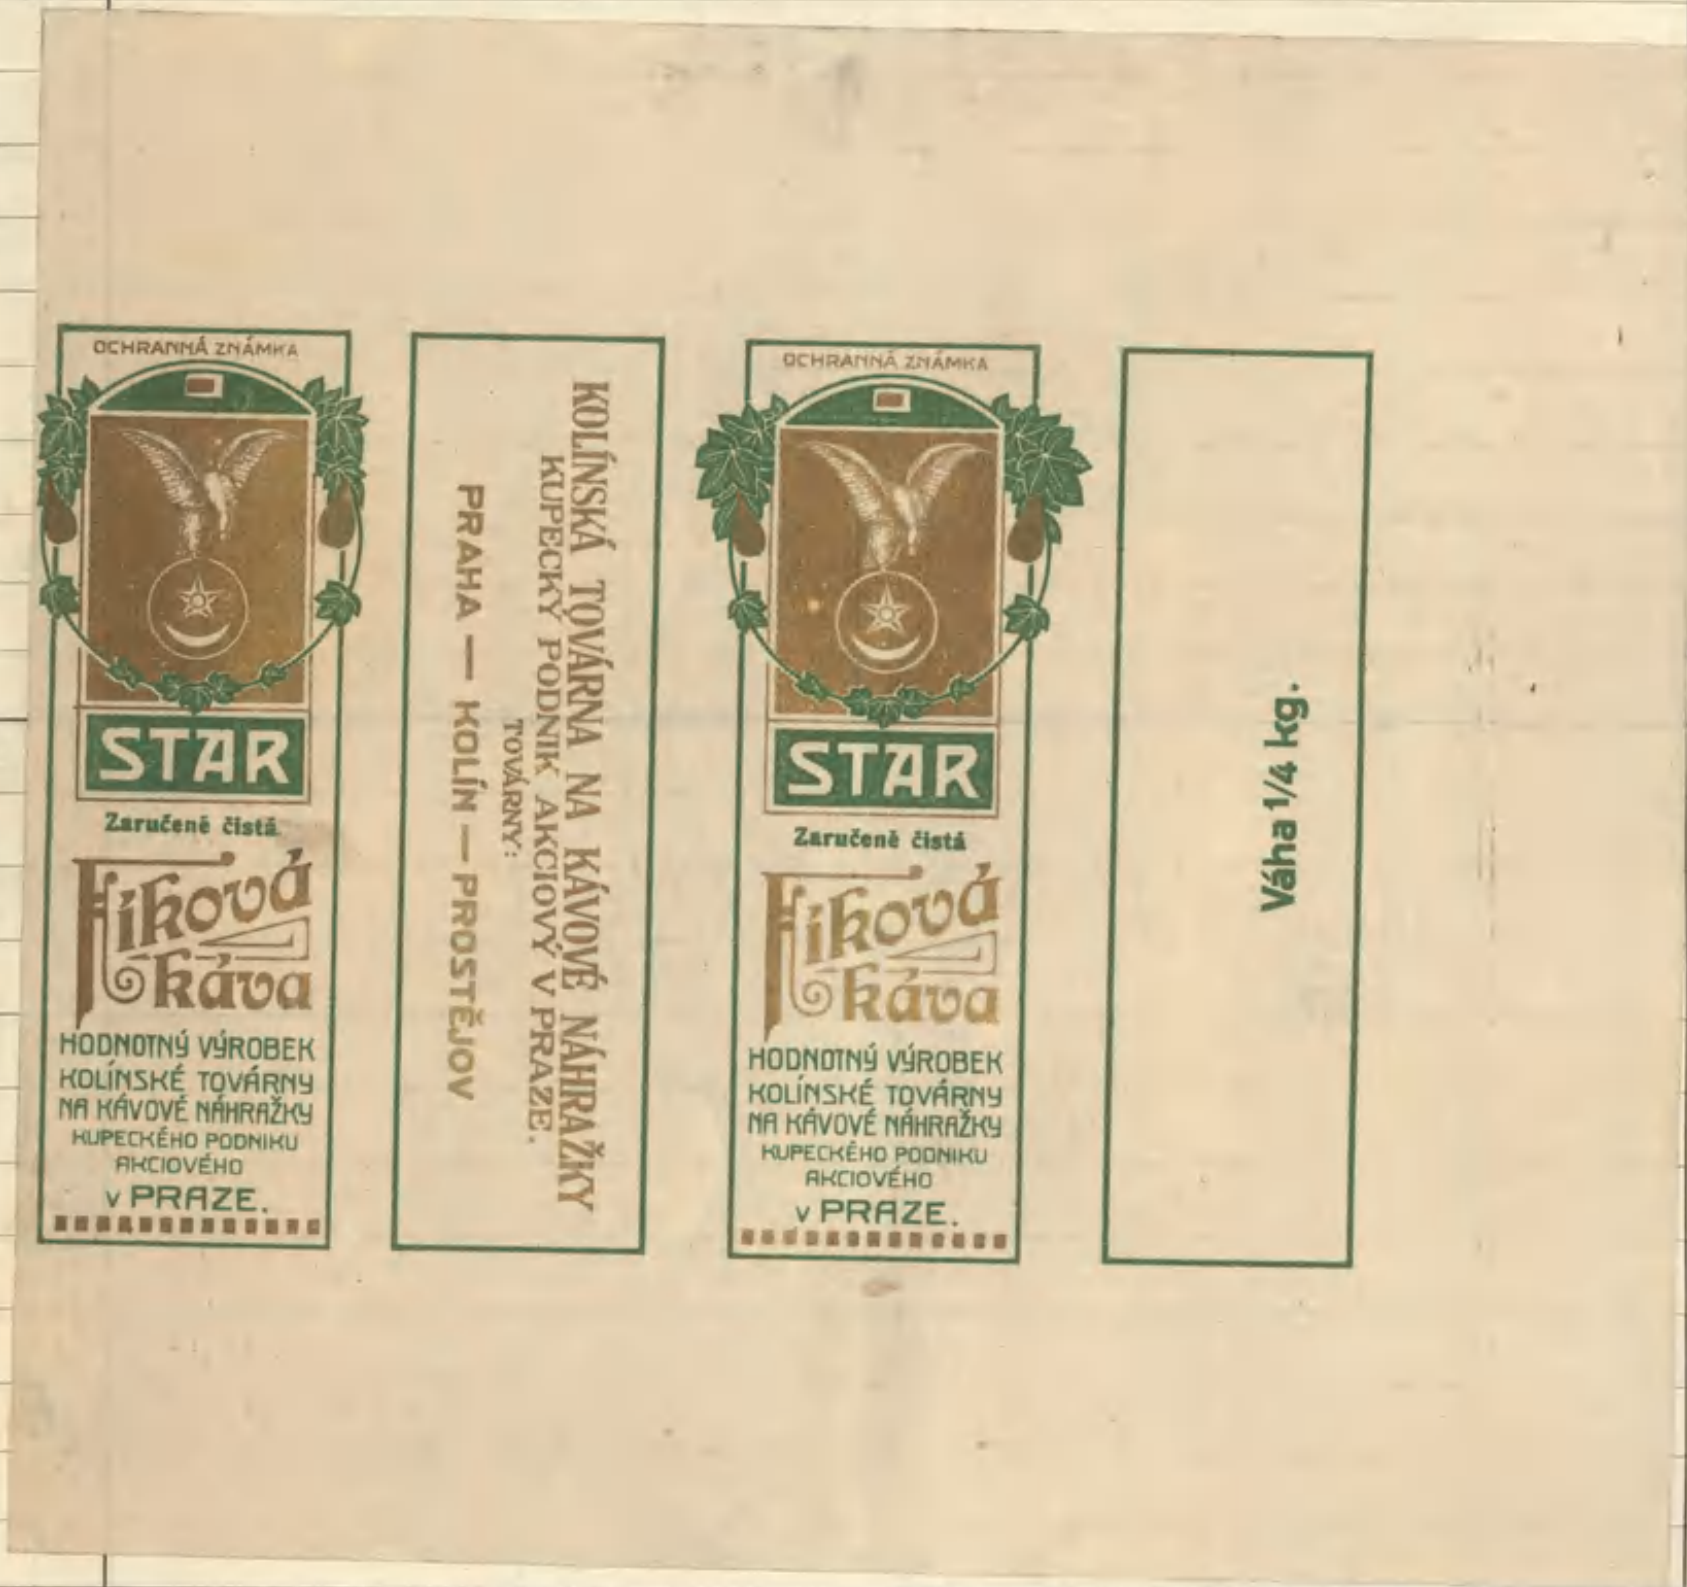 OCHRANNÁ ZNÁMKA
STAR
Zaručeně čistá
Fíková
káva
HODNOTNÝ VÝROBEK
KOLÍNSKÉ TOVÁRNY
NA KÁVOVÉ NÁHRAŽKY
KUPECKÉHO PODNIKU
AKCIOVÉHO
v PRAZE.
KOLÍNSKÁ TOVÁRNA NA KÁVOVÉ NÁHRAŽKY
KUPECKÝ PODNIK AKCIOVÝ V PRAZE.
TOVÁRNY:
PRAHA — KOLÍN — PROSTĚJOV
OCHRANNÁ ZNÁMKA
STAR
Zaručeně čistá
Fíková
káva
HODNOTNÝ VÝROBEK
KOLÍNSKÉ TOVÁRNY
NA KÁVOVÉ NÁHRAŽKY
KUPECKÉHO PODNIKU
AKCIOVÉHO
v PRAZE.
Váha 1/4 kg.